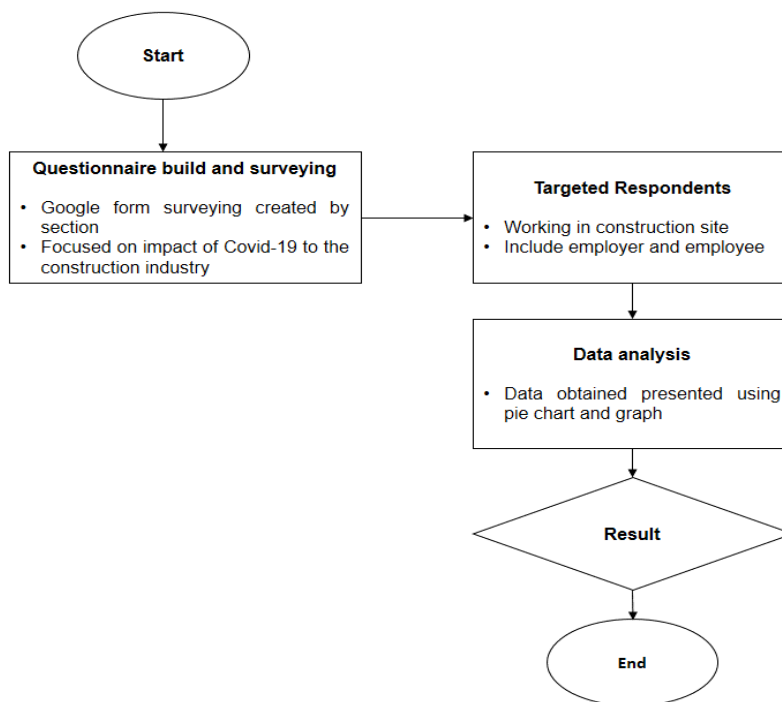 Start
Questionnaire build and surveying
• Google form surveying created by
section
• Focused on impact of Covid-19 to the
construction industry
Targeted Respondents
• Working in construction site
• Include employer and employee
Data analysis
• Data obtained presented using
pie chart and graph
Result
End